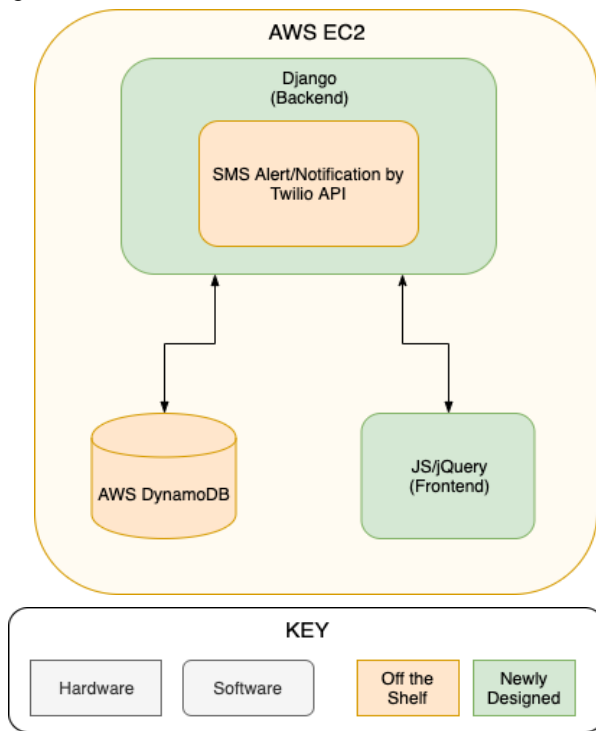 AWS EC2
Django
(Backend)
SMS Alert/Notification by
Twilio API
AWS DynamoDB
JS/jQuery
(Frontend)
KEY
Hardware
Software
Off the
Shelf
Newly
Designed